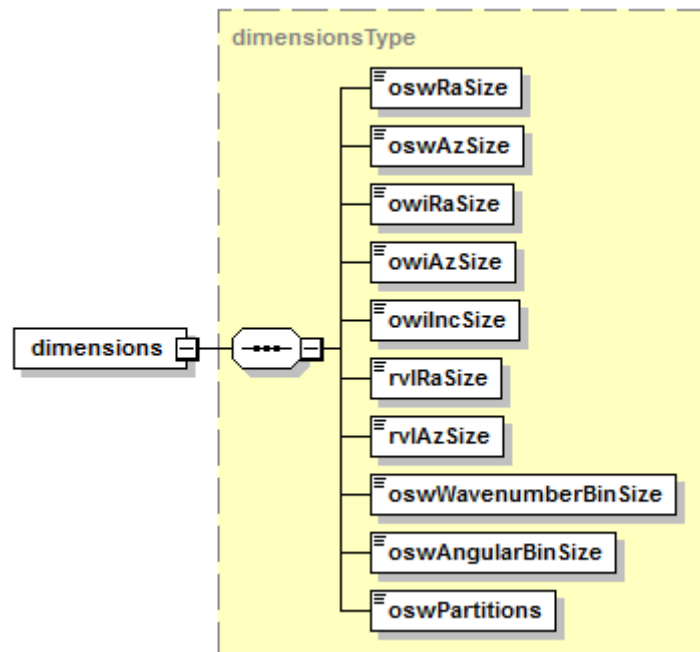 dimensionsType
oswRaSize
oswAzSize
owiRaSize
owiAzSize
owiIncSize
dimensions
rvlRaSize
rvlAzSize
oswWavenumberBinSize
oswAngularBinSize
oswPartitions